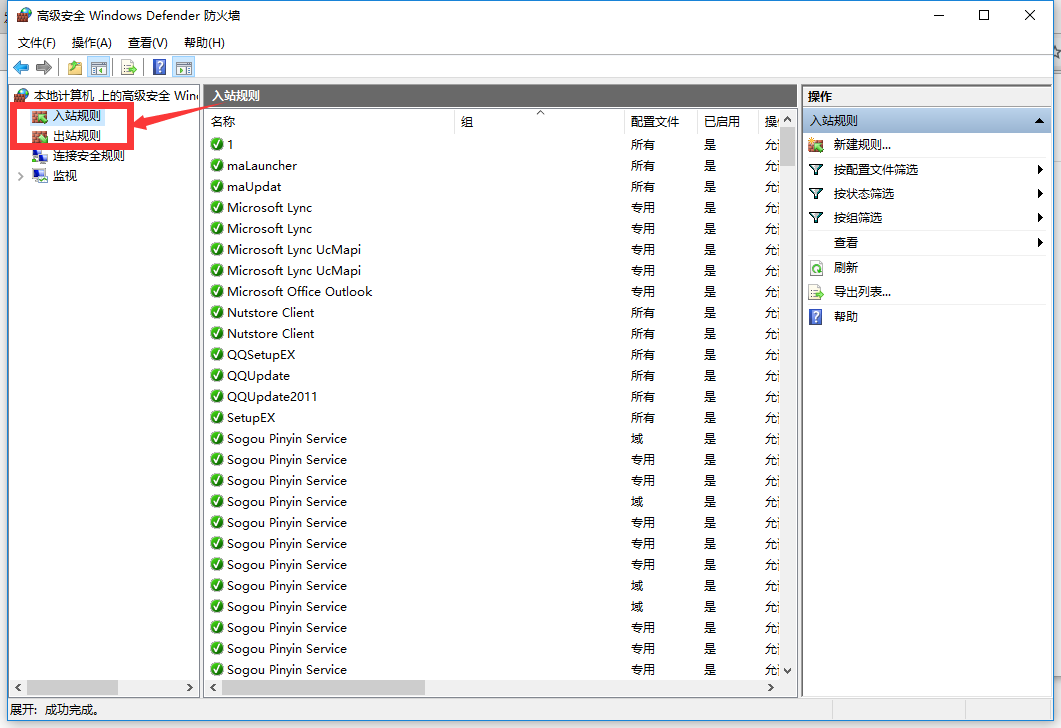 高级安全 Windows Defender 防火墙
文件(F) 操作(A) 查看(V) 帮助(H)
本地计算机 上的高级安全 Win
入站规则
出站规则
连接安全规则
监视
入站规则
名称 组 配置文件 已启用 操
1 所有 是 允
maLauncher 所有 是 允
maUpdat 所有 是 允
Microsoft Lync 专用 是 允
Microsoft Lync 专用 是 允
Microsoft Lync UcMapi 专用 是 允
Microsoft Lync UcMapi 专用 是 允
Microsoft Office Outlook 专用 是 允
Nutstore Client 所有 是 允
Nutstore Client 所有 是 允
QQSetupEX 所有 是 允
QQUpdate 所有 是 允
QQUpdate2011 所有 是 允
SetupEX 所有 是 允
Sogou Pinyin Service 域 是 允
Sogou Pinyin Service 专用 是 允
Sogou Pinyin Service 专用 是 允
Sogou Pinyin Service 域 是 允
Sogou Pinyin Service 专用 是 允
Sogou Pinyin Service 专用 是 允
Sogou Pinyin Service 专用 是 允
Sogou Pinyin Service 域 是 允
Sogou Pinyin Service 域 是 允
Sogou Pinyin Service 专用 是 允
Sogou Pinyin Service 专用 是 允
Sogou Pinyin Service 专用 是 允
操作
入站规则
新建规则...
按配置文件筛选
按状态筛选
按组筛选
查看
刷新
导出列表...
帮助
展开: 成功完成。